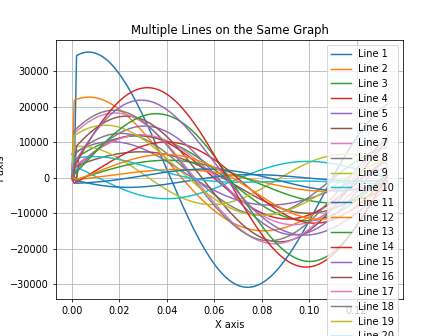 Multiple Lines on the Same Graph
30000
20000
10000
0
−10000
−20000
−30000
0.00
0.02
0.04
0.06
0.08
0.10
X axis
axis
Line 1
Line 2
Line 3
Line 4
Line 5
Line 6
Line 7
Line 8
Line 9
Line 10
Line 11
Line 12
Line 13
Line 14
Line 15
Line 16
Line 17
Line 18
Line 19
Line 20